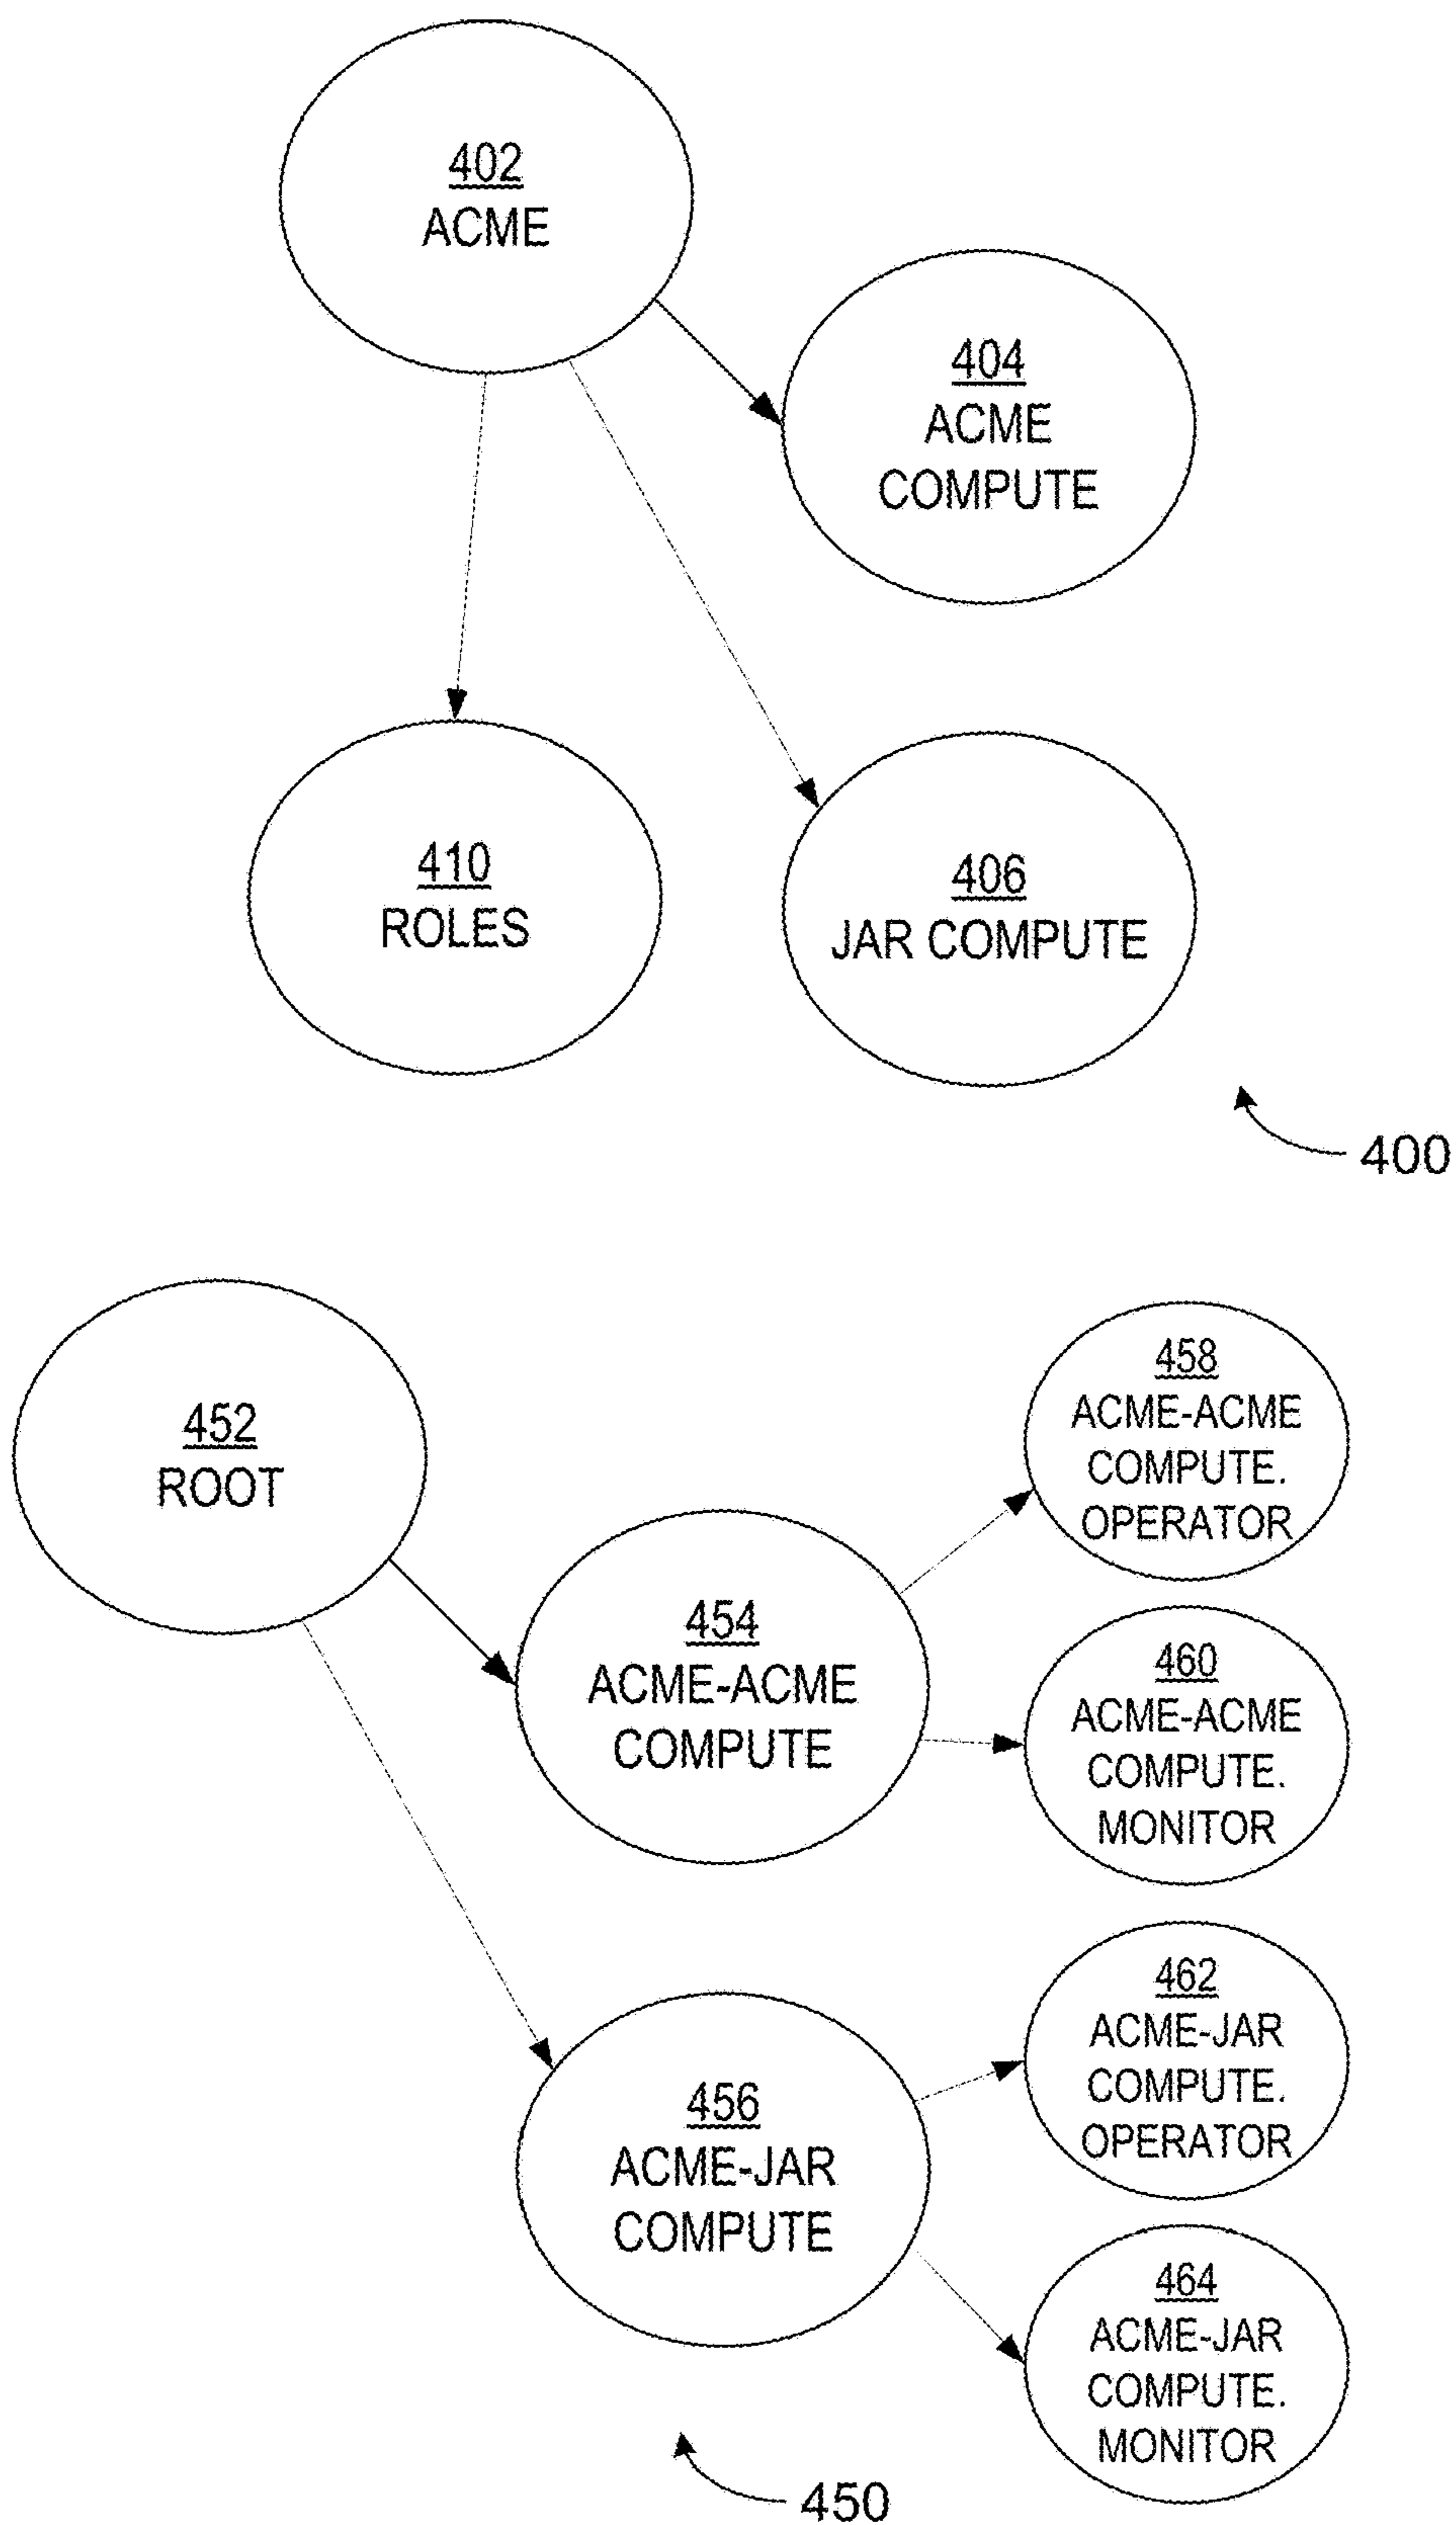 402
ACME
404
ACME
COMPUTE
410
ROLES
406
JAR COMPUTE
400
452
ROOT
458
ACME-ACME
COMPUTE.
OPERATOR
454
ACME-ACME
COMPUTE
460
ACME-ACME
COMPUTE.
MONITOR
456
ACME-JAR
COMPUTE
462
ACME-JAR
COMPUTE.
OPERATOR
464
ACME-JAR
COMPUTE.
MONITOR
450